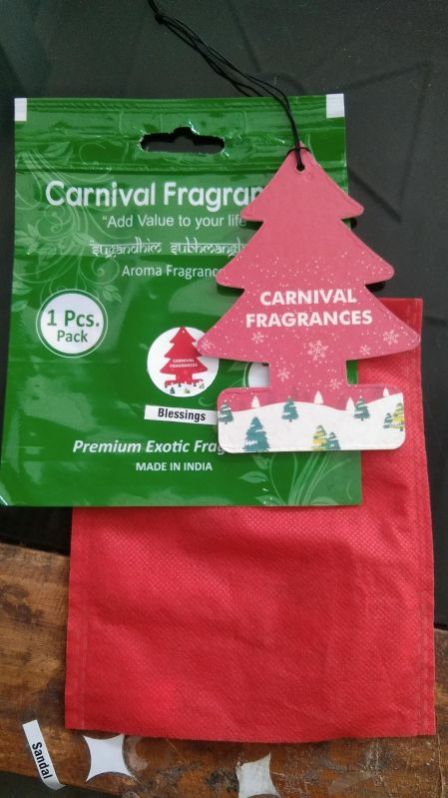 Carnival Fragran
"Add Value to your life
sugandhim subhmangl
Aroma Fragranc
1 Pcs.
Pack
CARNIVAL
FRAGRANCES
Blessings
Premium Exotic Frag
MADE IN INDIA
CARNIVAL
FRAGRANCES
Sandal